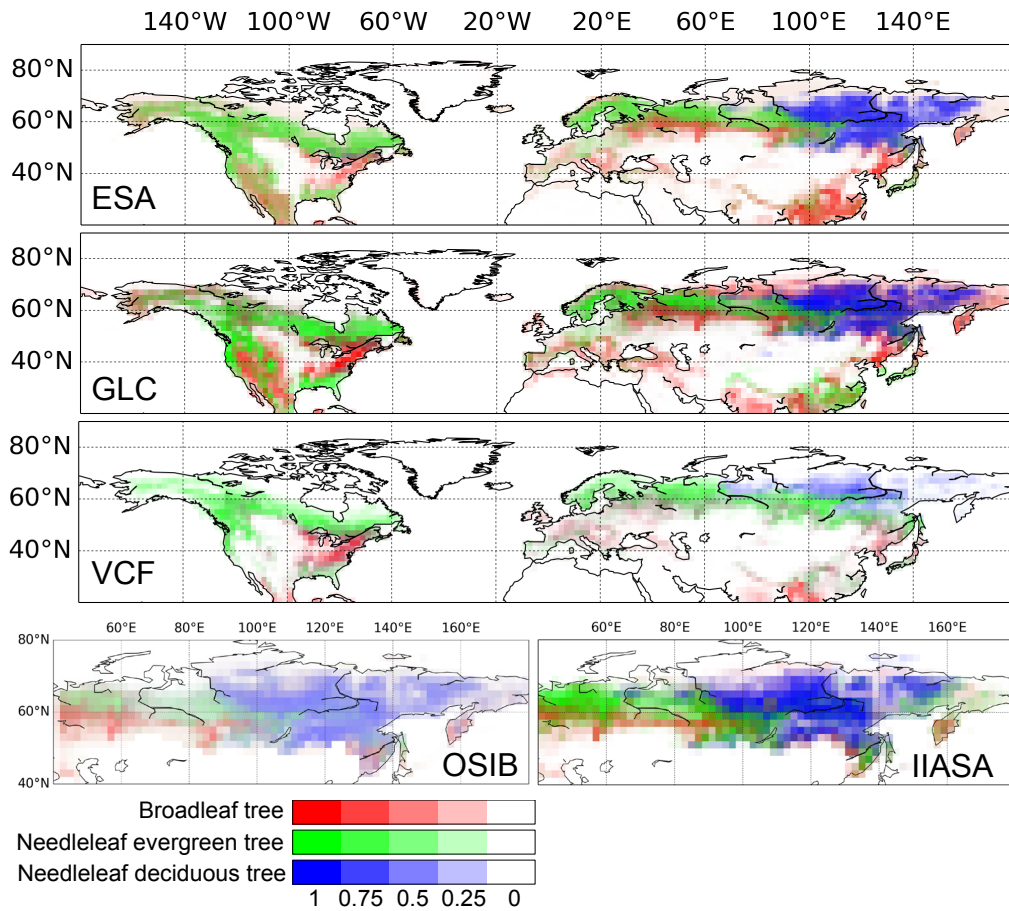 140°W 100°W 60°W 20°W 20°E 60°E 100°E 140°E
80°N
60°N
40°N
ESA
80°N
60°N
40°N
GLC
80°N
60°N
40°N
VCF
60°E 80°E 100°E 120°E 140°E 160°E
80°N
60°N
40°N
OSIB
60°E 80°E 100°E 120°E 140°E 160°E
IIASA
Broadleaf tree
Needleleaf evergreen tree
Needleleaf deciduous tree
1 0.75 0.5 0.25 0